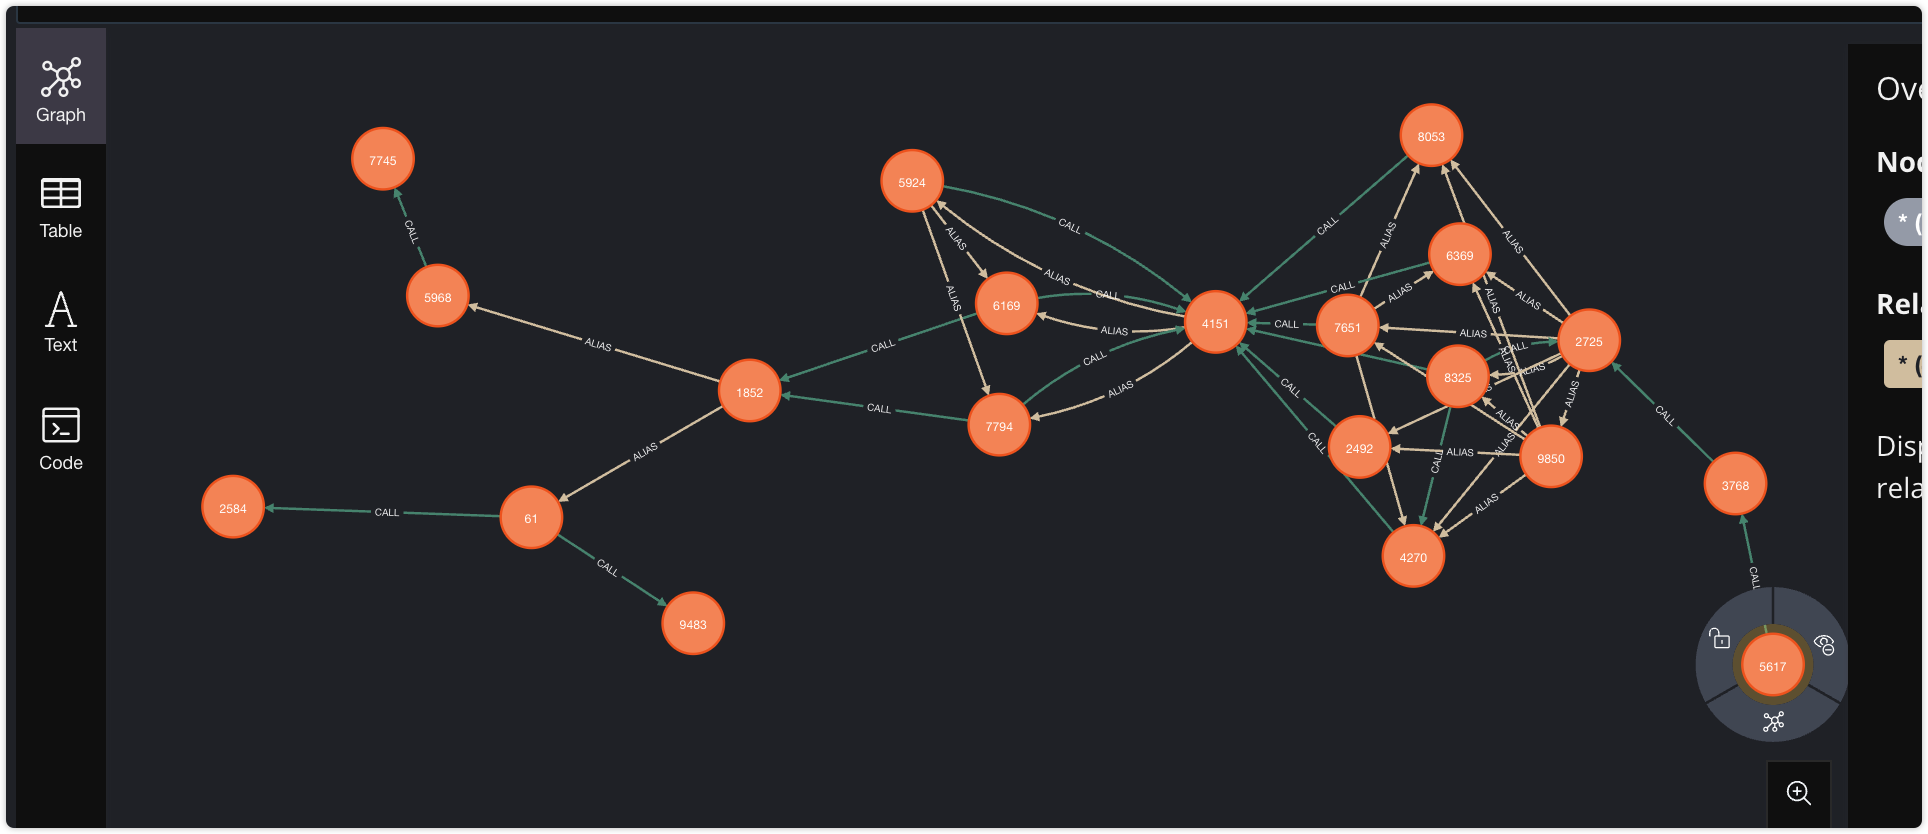 Graph
Table
Text
Code
7745
CALL
5968
ALIAS
1852
ALIAS
61
CALL
2584
CALL
9483
5924
ALIAS
ALIAS
6169
CALL
CALL
7794
CALL
ALIAS
CALL
ALIAS
CALL
ALIAS
4151
8053
CALL
ALIAS
ALIAS
6369
CALL
ALIAS
ALIAS
ALIAS
7651
CALL
ALIAS
2725
CALL
ALIAS
ALIAS
8325
CALL
ALIAS
ALIAS
2492
CALL
ALIAS
ALIAS
CALL
9850
ALIAS
4270
CALL
3768
CALL
5617
Ove
Noc
* (
Rel
* (
Disp
rela